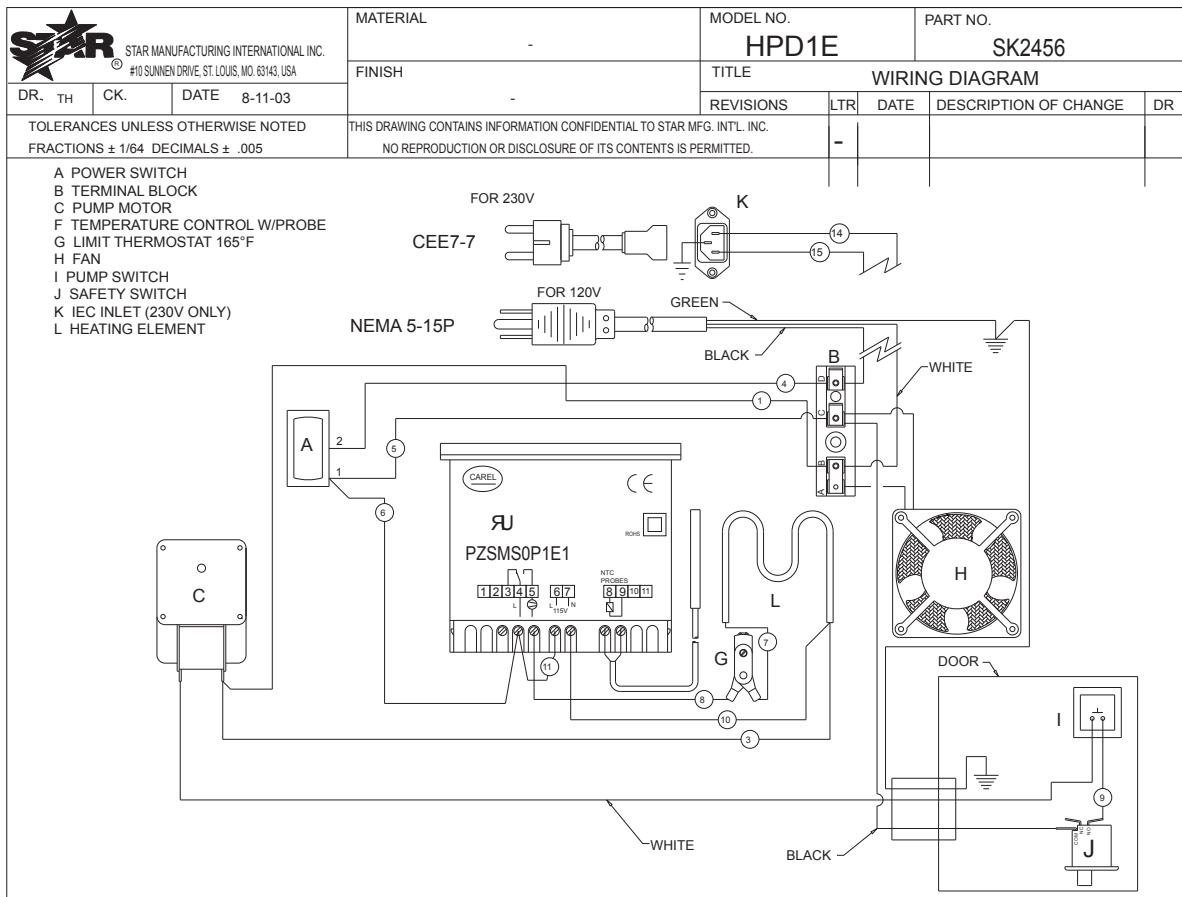 STAR
®
STAR MANUFACTURING INTERNATIONAL INC.
#10 SUNNEN DRIVE, ST. LOUIS, MO. 63143, USA
DR. TH
CK.
DATE 8-11-03
TOLERANCES UNLESS OTHERWISE NOTED
FRACTIONS ± 1/64 DECIMALS ± .005
MATERIAL
-
FINISH
-
THIS DRAWING CONTAINS INFORMATION CONFIDENTIAL TO STAR MFG. INT'L. INC.
NO REPRODUCTION OR DISCLOSURE OF ITS CONTENTS IS PERMITTED.
MODEL NO.
HPD1E
PART NO.
SK2456
TITLE
WIRING DIAGRAM
REVISIONS
LTR
DATE
DESCRIPTION OF CHANGE
DR
-
A POWER SWITCH
B TERMINAL BLOCK
C PUMP MOTOR
F TEMPERATURE CONTROL W/PROBE
G LIMIT THERMOSTAT 165°F
H FAN
I PUMP SWITCH
J SAFETY SWITCH
K IEC INLET (230V ONLY)
L HEATING ELEMENT
FOR 230V
CEE7-7
K
14
15
FOR 120V
NEMA 5-15P
GREEN
BLACK
WHITE
B
D
C
B
A
4
1
A
2
1
5
6
CAREL
CE
RU
ROHS
PZSMS0P1E1
NTC
PROBES
1 2 3 4 5
6 7
8 9 10 11
L
L N
115V
C
L
H
G
7
11
8
10
3
DOOR
I
9
COM
NC
NO
J
WHITE
BLACK